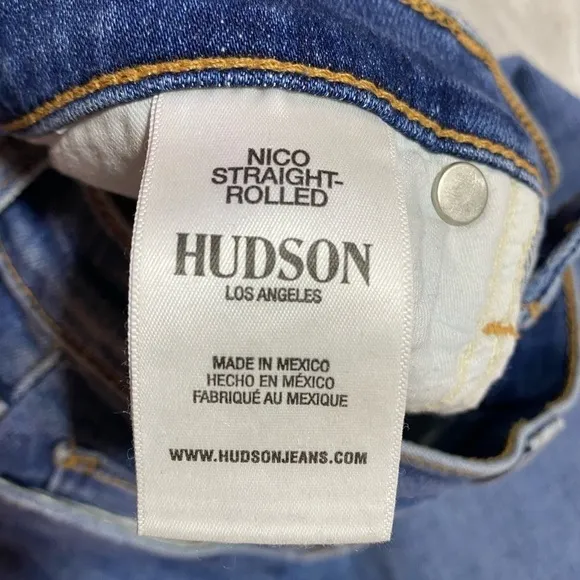 NICO
STRAIGHT-
ROLLED
HUDSON
LOS ANGELES
MADE IN MEXICO
HECHO EN MÉXICO
FABRIQUÉ AU MEXIQUE
WWW.HUDSONJEANS.COM